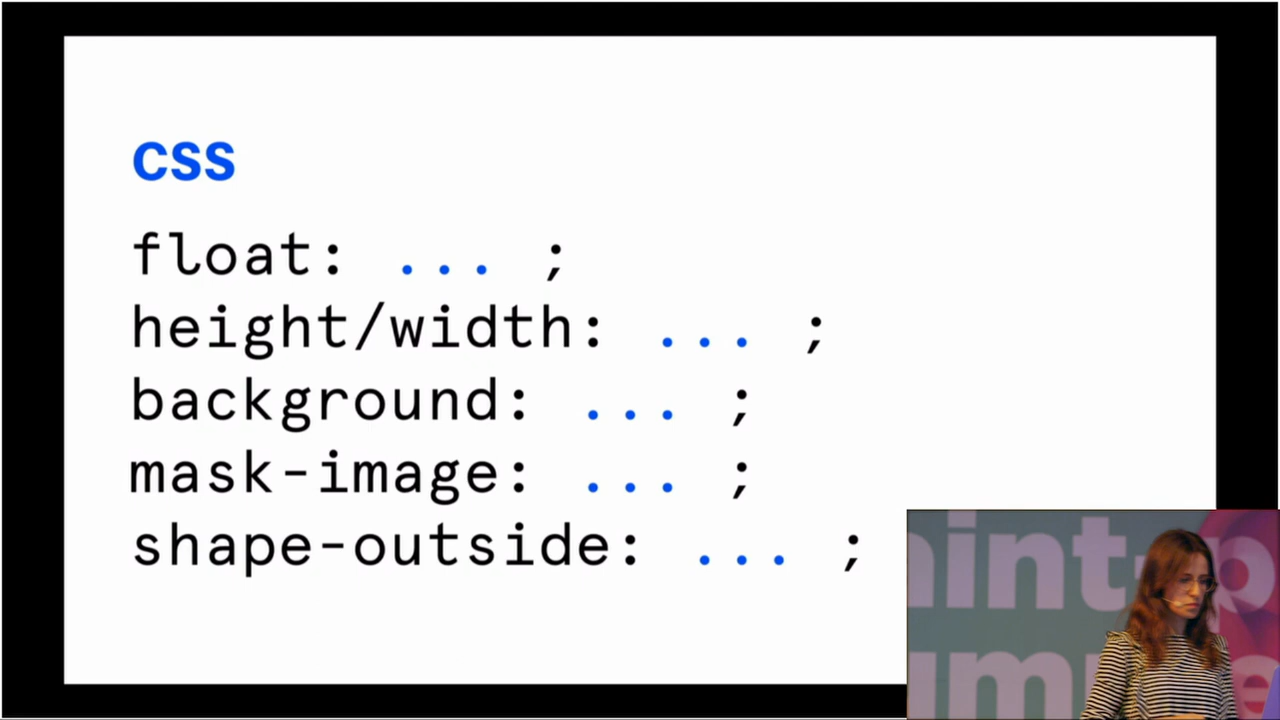 CSS
float: ... ;
height/width: ... ;
background: ... ;
mask-image: ... ;
shape-outside: ... ;